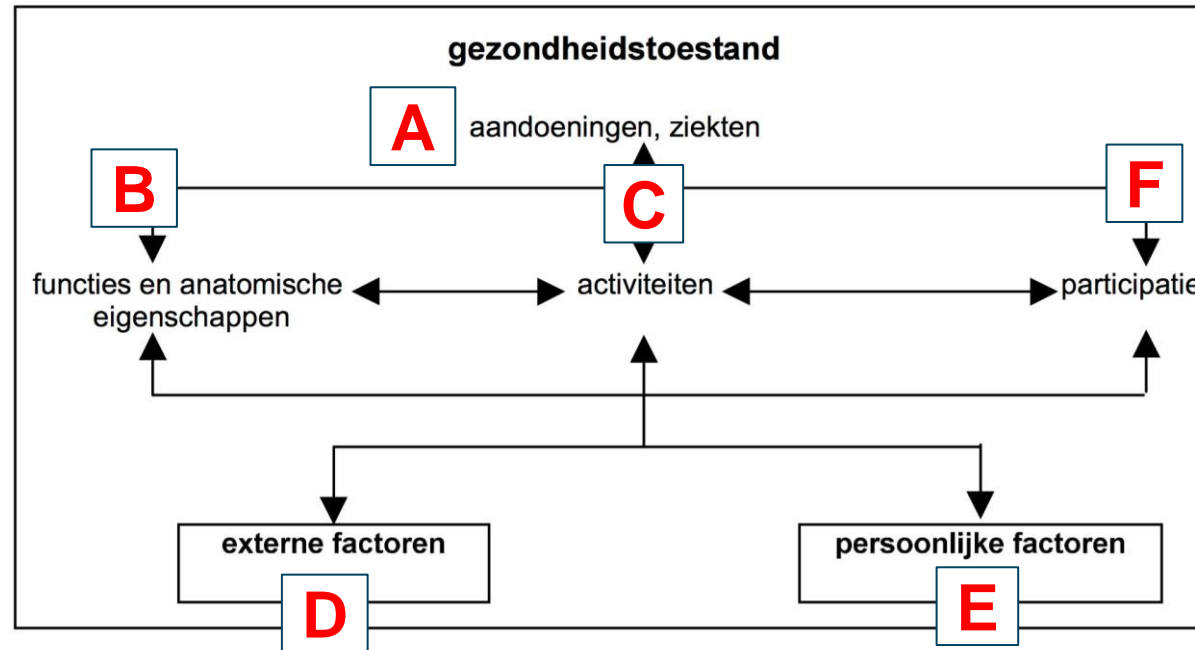 gezondheidstoestand
A
aandoeningen, ziekten
B
C
F
functies en anatomische
eigenschappen
activiteiten
participatie
externe factoren
persoonlijke factoren
D
E